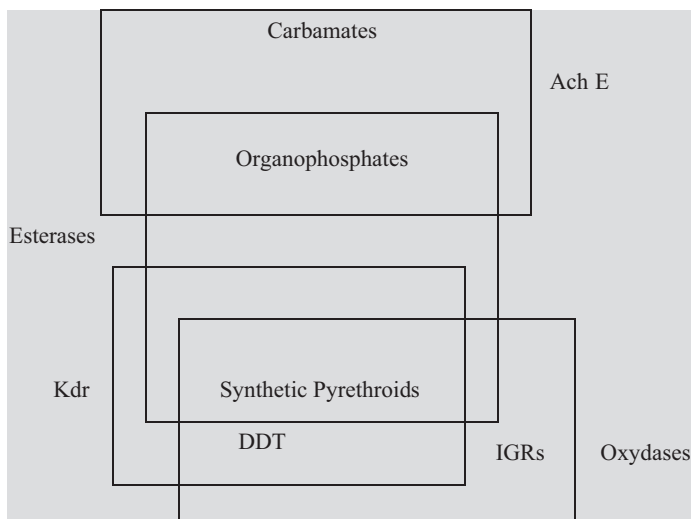 Carbamates
Ach E
Organophosphates
Esterases
Kdr
Synthetic Pyrethroids
DDT
IGRs
Oxydases